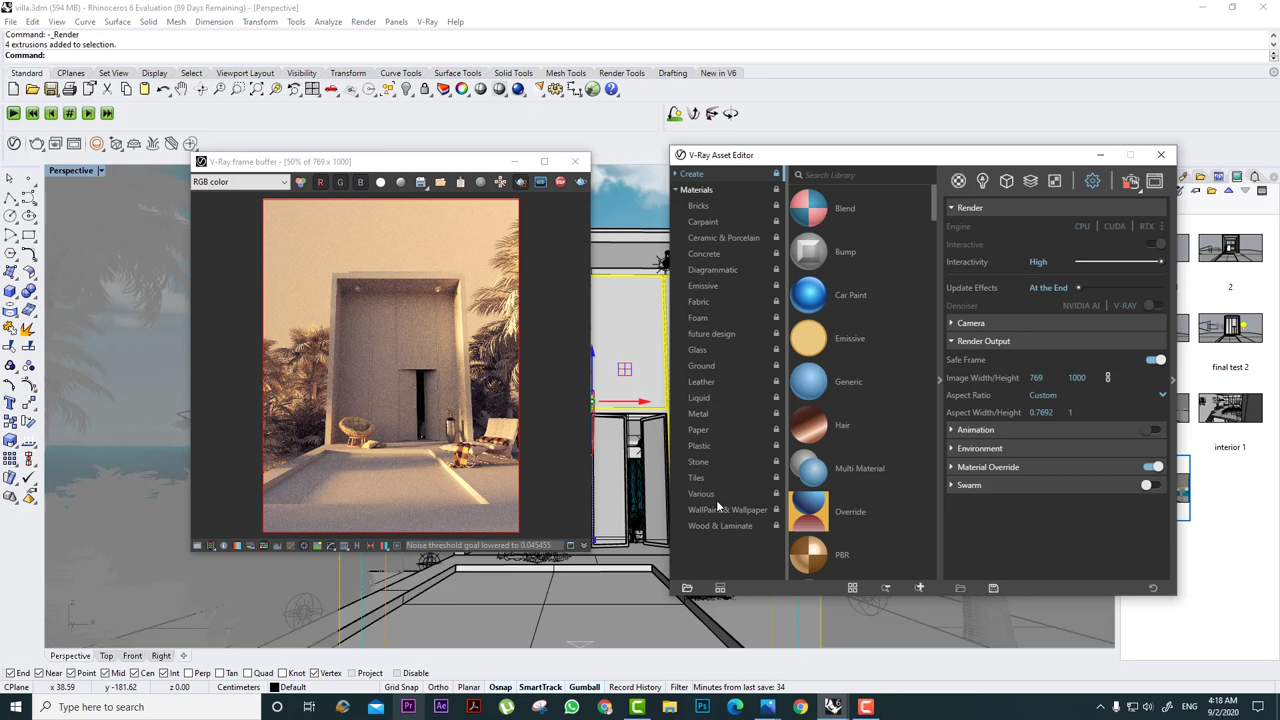 villa.3dm (594 MB) - Rhinoceros 6 Evaluation (89 Days Remaining) - [Perspective]
File Edit View Curve Surface Solid Mesh Dimension Transform Tools Analyze Render Panels V-Ray Help
Command: -_Render
4 extrusions added to selection.
Command:
Standard CPlanes Set View Display Select Viewport Layout Visibility Transform Curve Tools Surface Tools Solid Tools Mesh Tools Render Tools Drafting New in V6
Perspective
V-Ray frame buffer - [50% of 769 x 1000]
RGB color
R G B
Noise threshold goal lowered to 0.045455
V-Ray Asset Editor
Create
Materials
Bricks
Carpaint
Ceramic & Porcelain
Concrete
Diagrammatic
Emissive
Fabric
Foam
future design
Glass
Ground
Leather
Liquid
Metal
Paper
Plastic
Stone
Tiles
Various
WallPaint & Wallpaper
Wood & Laminate
Search Library
Blend
Bump
Car Paint
Emissive
Generic
Hair
Multi Material
Override
PBR
Render
Engine CPU CUDA RTX
Interactive
Interactivity High
Update Effects At the End
Denoiser NVIDIA AI V-RAY
Camera
Render Output
Safe Frame
Image Width/Height 769 1000
Aspect Ratio Custom
Aspect Width/Height 0.7692 1
Animation
Environment
Material Override
Swarm
2
final test 2
interior 1
z
x
Perspective Top Front Right
End Near Point Mid Cen Int Perp Tan Quad Knot Vertex Project Disable
CPlane x 38.59 y -181.62 z 0.00 Centimeters Default Grid Snap Ortho Planar Osnap SmartTrack Gumball Record History Filter Minutes from last save: 34
Type here to search
Pr Ae Ps
4:18 AM
9/2/2020